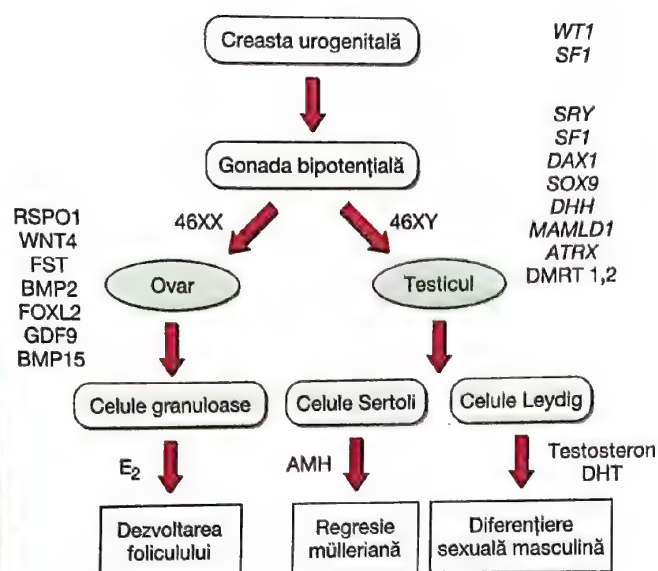 Creasta urogenitală
WT1
SF1
Gonada bipotențială
SRY
SF1
DAX1
SOX9
DHH
MAMLD1
ATRX
DMRT 1,2
46XX
46XY
RSPO1
WNT4
FST
BMP2
FOXL2
GDF9
BMP15
Ovar
Testicul
Celule granuloase
Celule Sertoli
Celule Leydig
E₂
AMH
Testosteron
DHT
Dezvoltarea
foliculului
Regresie
mülleriană
Diferențiere
sexuală masculină